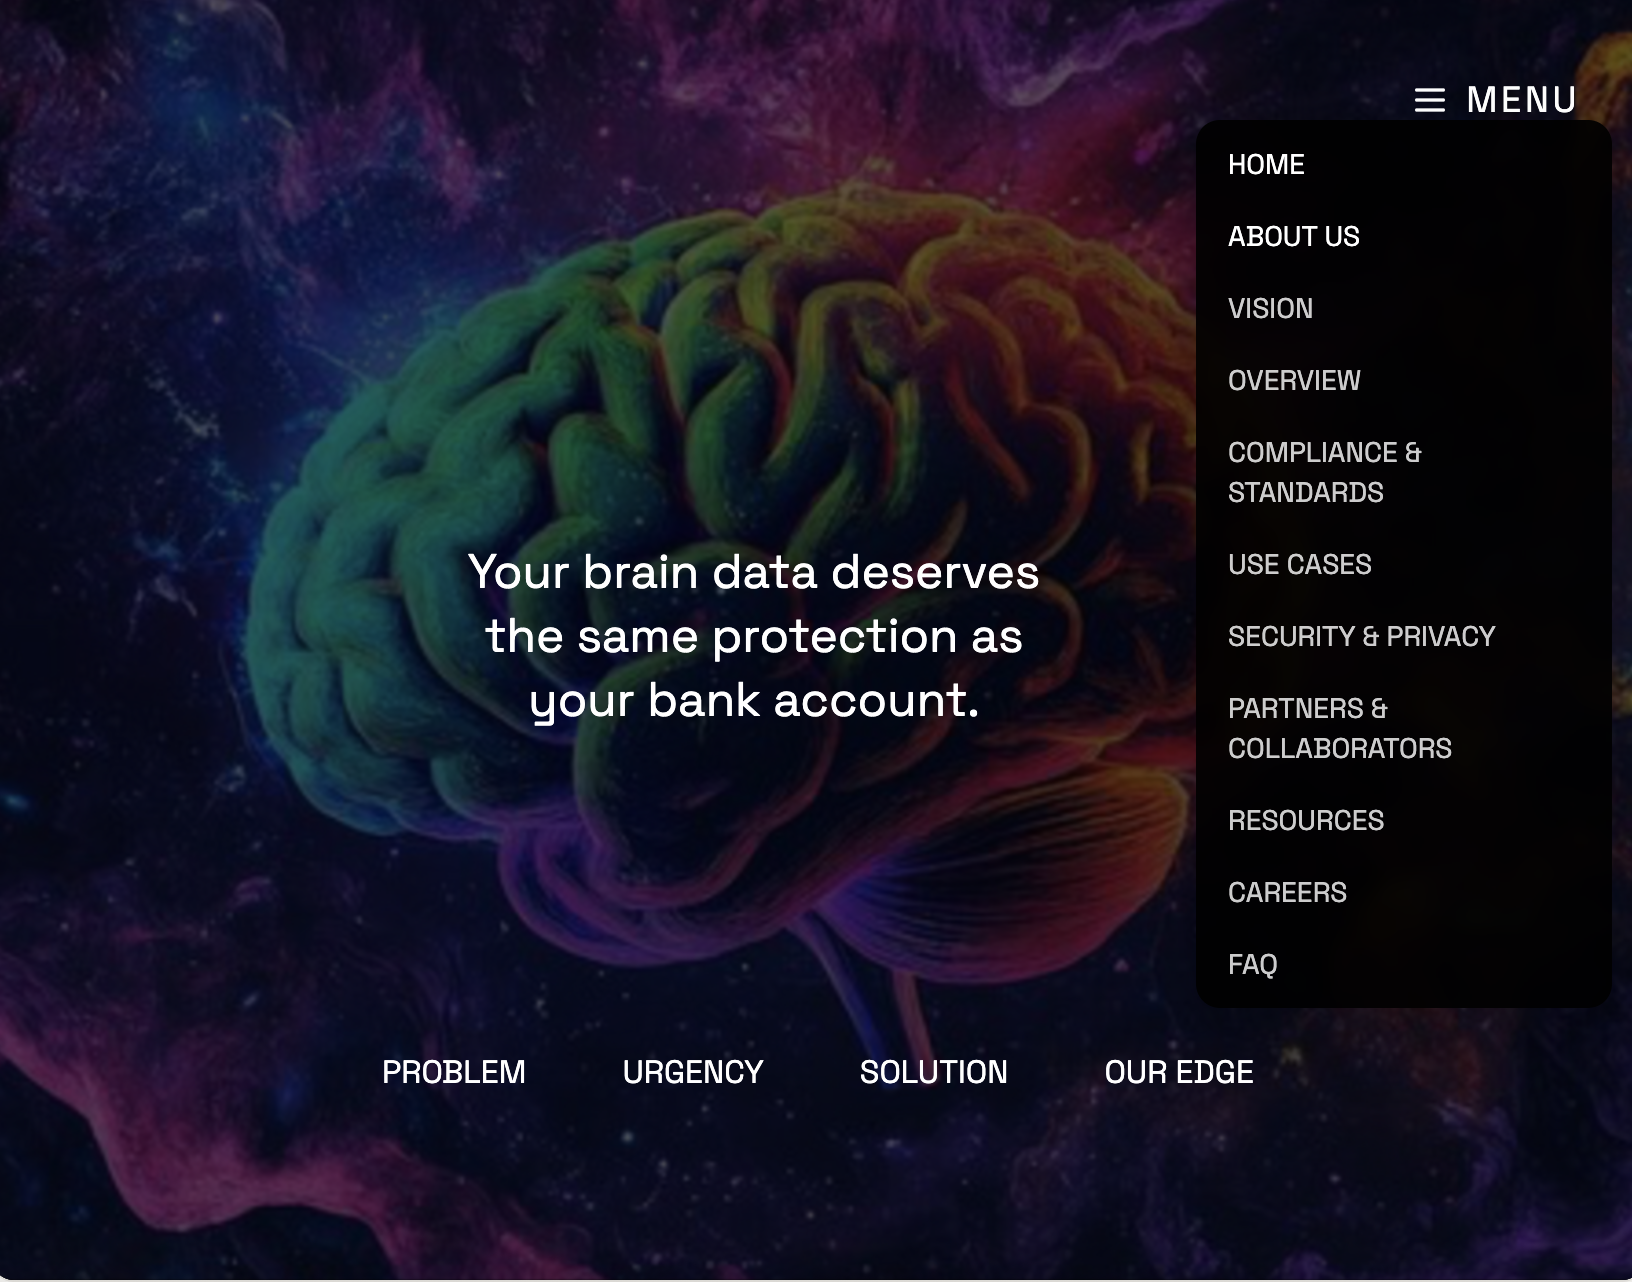 MENU
HOME
ABOUT US
VISION
OVERVIEW
COMPLIANCE &
STANDARDS
USE CASES
SECURITY & PRIVACY
PARTNERS &
COLLABORATORS
RESOURCES
CAREERS
FAQ
Your brain data deserves
the same protection as
your bank account.
PROBLEM
URGENCY
SOLUTION
OUR EDGE